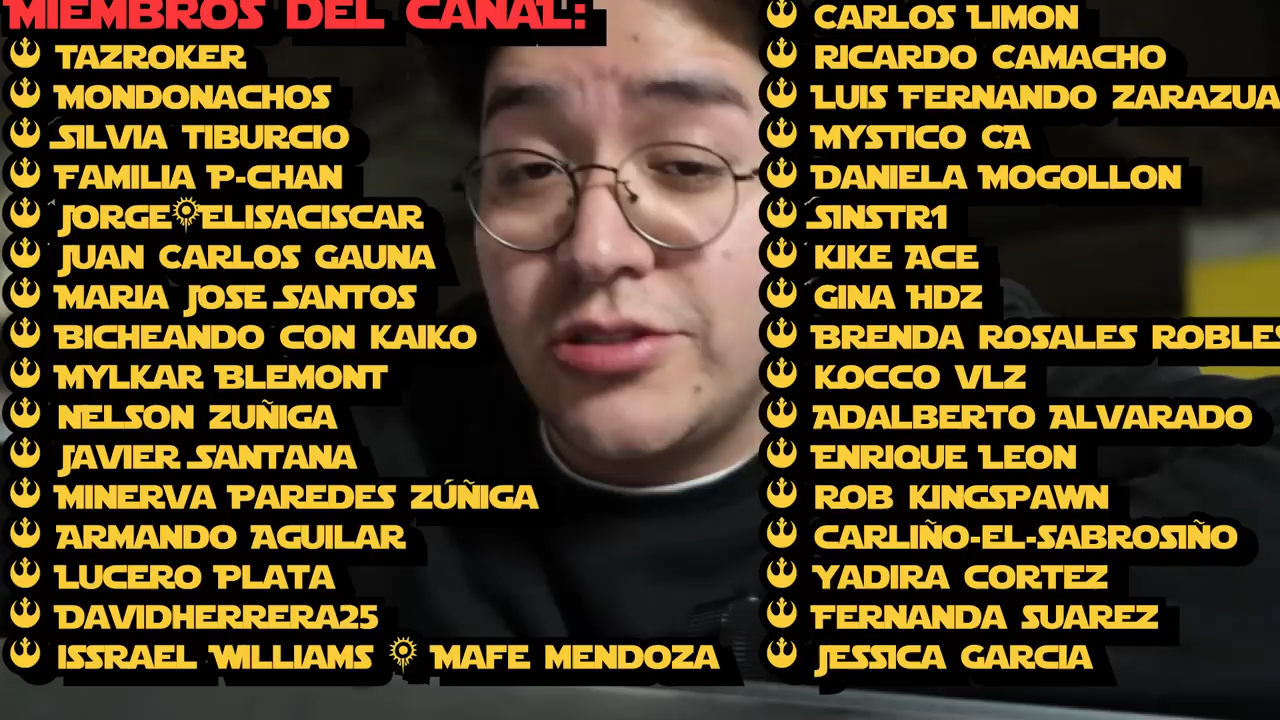 MIEMBROS DEL CANAL:
TAZROKER
MONDONACHOS
SILVIA TIBURCIO
FAMILIA P-CHAN
JORGE ELISACISCAR
JUAN CARLOS GAUNA
MARIA JOSE SANTOS
BICHEANDO CON KAIKO
MYLKAR BLEMONT
NELSON ZUÑIGA
JAVIER SANTANA
MINERVA PAREDES ZÚÑIGA
ARMANDO AGUILAR
LUCERO PLATA
DAVIDHERRERA25
ISSRAEL WILLIAMS MAFE MENDOZA
CARLOS LIMON
RICARDO CAMACHO
LUIS FERNANDO ZARAZUA
MYSTICO CA
DANIELA MOGOLLON
SINSTR1
KIKE ACE
GINA HDZ
BRENDA ROSALES ROBLES
KOCCO VLZ
ADALBERTO ALVARADO
ENRIQUE LEON
ROB KINGSPAWN
CARLIÑO-EL-SABROSIÑO
YADIRA CORTEZ
FERNANDA SUAREZ
JESSICA GARCIA